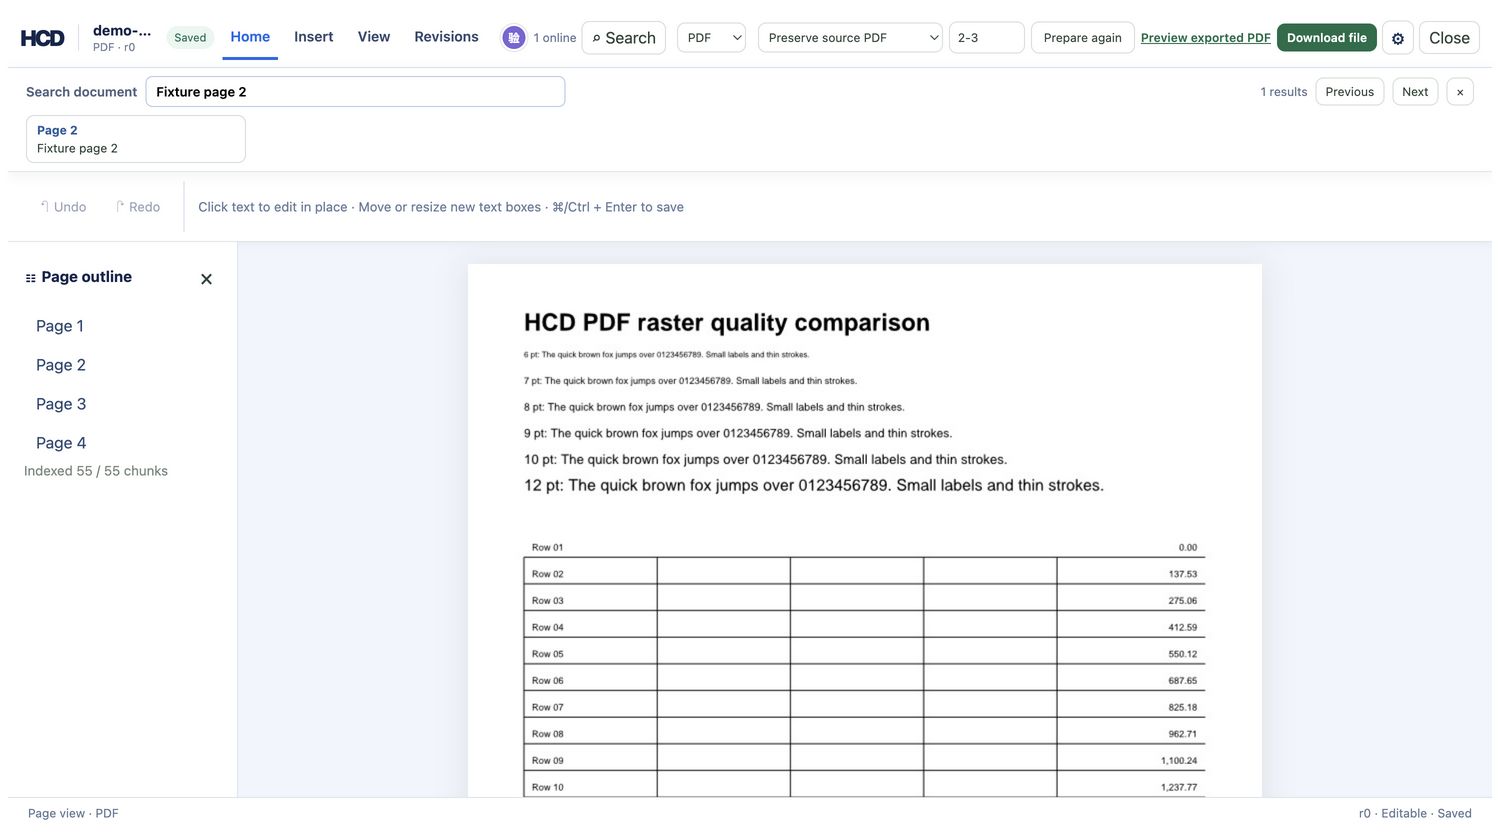 HCD
demo-...
PDF · r0
Saved
Home
Insert
View
Revisions
验
1 online
Search
PDF
Preserve source PDF
2-3
Prepare again
Preview exported PDF
Download file
Close
Search document
Fixture page 2
1 results
Previous
Next
×
Page 2
Fixture page 2
Undo
Redo
Click text to edit in place · Move or resize new text boxes · ⌘/Ctrl + Enter to save
Page outline
×
Page 1
Page 2
Page 3
Page 4
Indexed 55 / 55 chunks
HCD PDF raster quality comparison
6 pt: The quick brown fox jumps over 0123456789. Small labels and thin strokes.
7 pt: The quick brown fox jumps over 0123456789. Small labels and thin strokes.
8 pt: The quick brown fox jumps over 0123456789. Small labels and thin strokes.
9 pt: The quick brown fox jumps over 0123456789. Small labels and thin strokes.
10 pt: The quick brown fox jumps over 0123456789. Small labels and thin strokes.
12 pt: The quick brown fox jumps over 0123456789. Small labels and thin strokes.
Row 01 0.00
Row 02 137.53
Row 03 275.06
Row 04 412.59
Row 05 550.12
Row 06 687.65
Row 07 825.18
Row 08 962.71
Row 09 1,100.24
Row 10 1,237.77
Page view · PDF
r0 · Editable · Saved